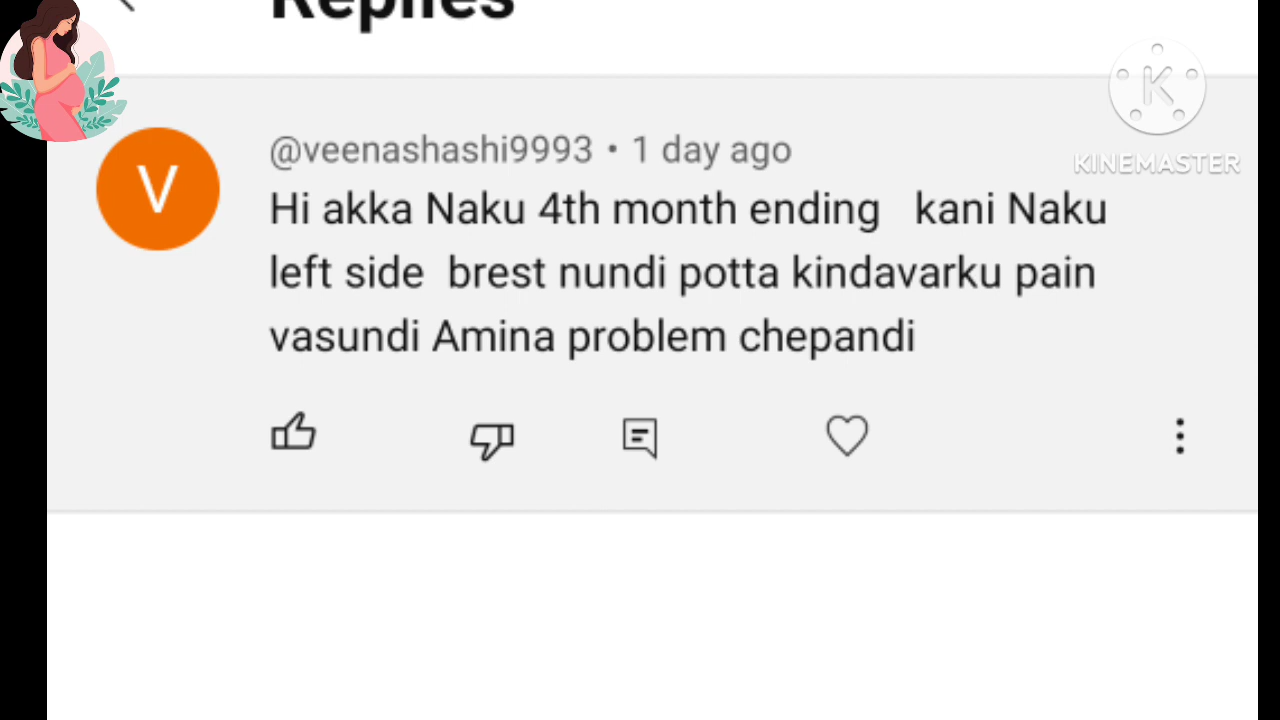 Replies
@veenashashi9993 • 1 day ago
KINEMASTER
Hi akka Naku 4th month ending kani Naku
left side brest nundi potta kindavarku pain
vasundi Amina problem chepandi